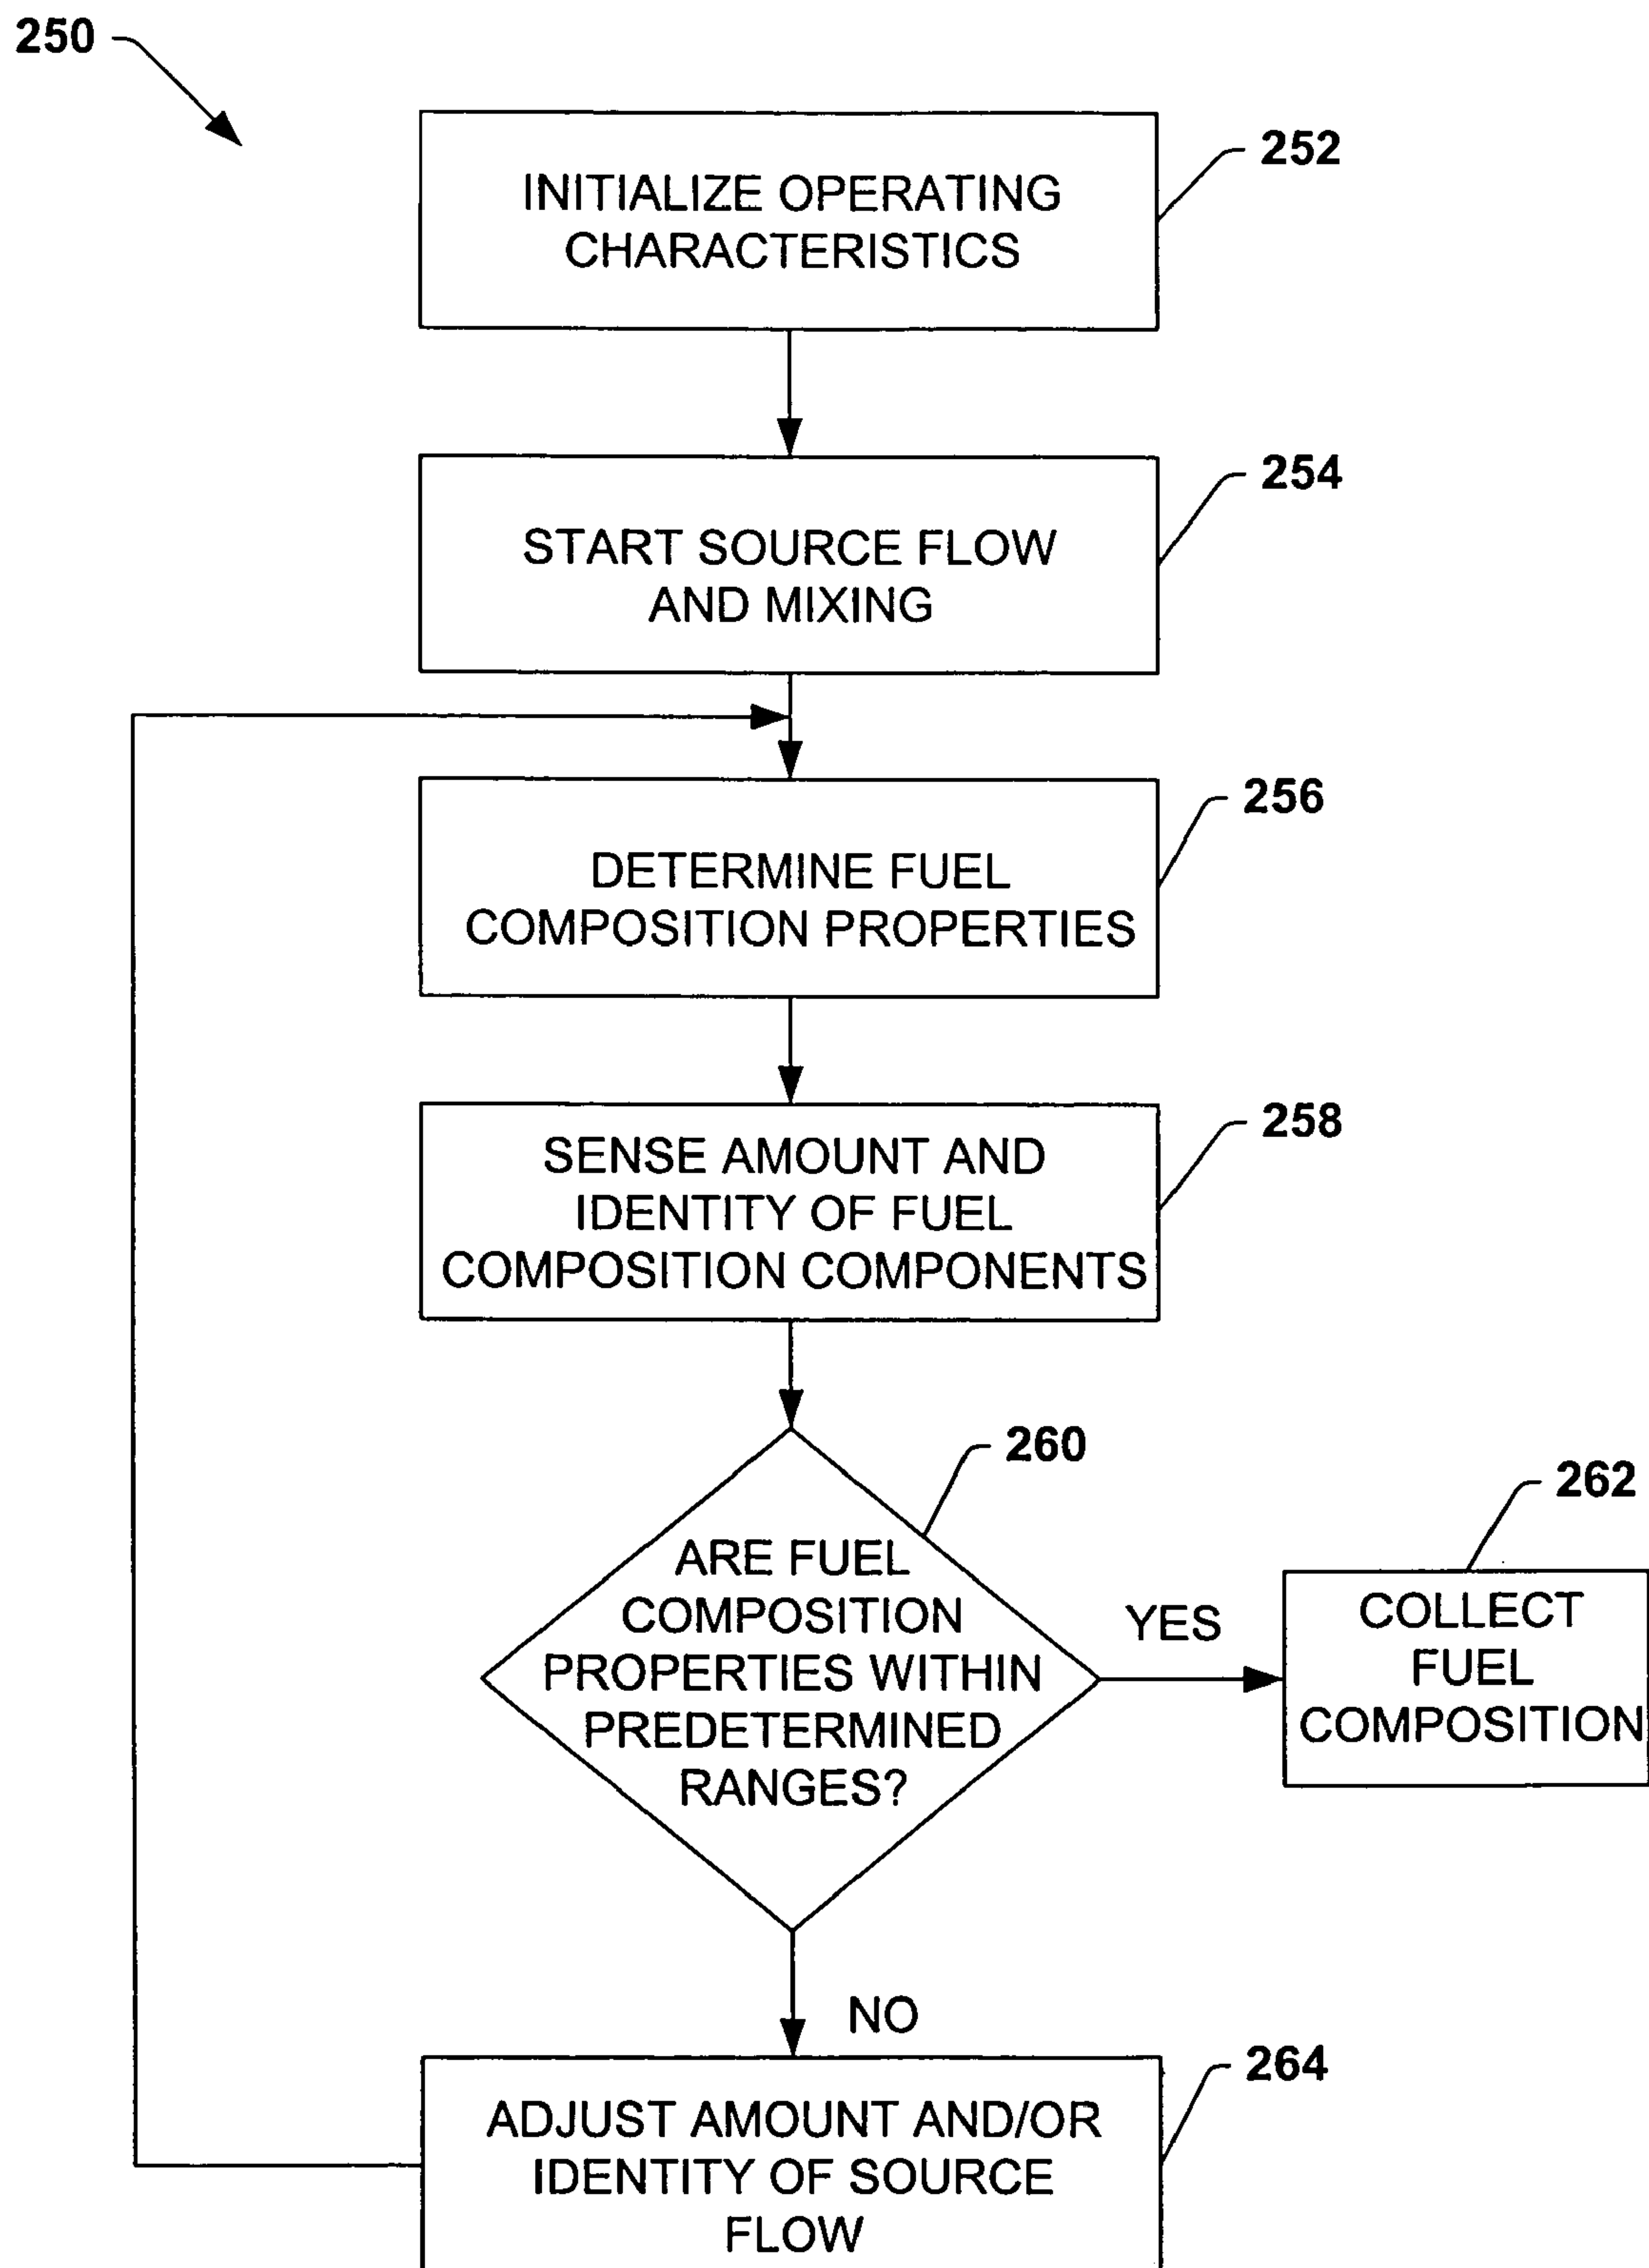 250
252
INITIALIZE OPERATING
CHARACTERISTICS
254
START SOURCE FLOW
AND MIXING
256
DETERMINE FUEL
COMPOSITION PROPERTIES
258
SENSE AMOUNT AND
IDENTITY OF FUEL
COMPOSITION COMPONENTS
260
ARE FUEL
COMPOSITION
PROPERTIES WITHIN
PREDETERMINED
RANGES?
YES
262
COLLECT
FUEL
COMPOSITION
NO
264
ADJUST AMOUNT AND/OR
IDENTITY OF SOURCE
FLOW